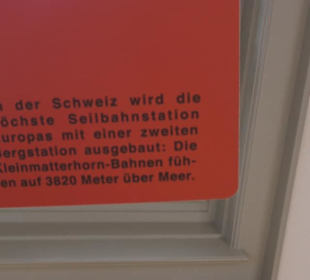 der Schweiz wird die
öchste Seilbahnstation
uropas mit einer zweiten
ergstation ausgebaut: Die
Kleinmatterhorn-Bahnen füh-
en auf 3820 Meter über Meer.